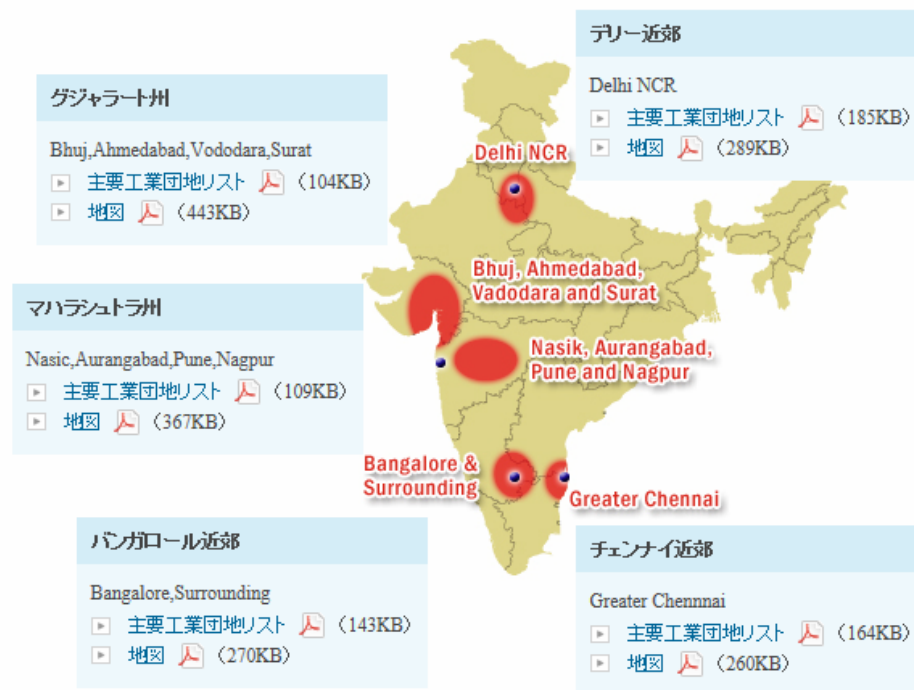 デリー近郊
Delhi NCR
主要工業団地リスト (185KB)
地図 (289KB)
グジャラート州
Bhuj,Ahmedabad,Vododara,Surat
主要工業団地リスト (104KB)
地図 (443KB)
Delhi NCR
Bhuj, Ahmedabad,
Vadodara and Surat
マハラシュトラ州
Nasic,Aurangabad,Pune,Nagpur
主要工業団地リスト (109KB)
地図 (367KB)
Nasik, Aurangabad,
Pune and Nagpur
Bangalore &
Surrounding
Greater Chennai
バンガロール近郊
Bangalore,Surrounding
主要工業団地リスト (143KB)
地図 (270KB)
チェンナイ近郊
Greater Chennnai
主要工業団地リスト (164KB)
地図 (260KB)